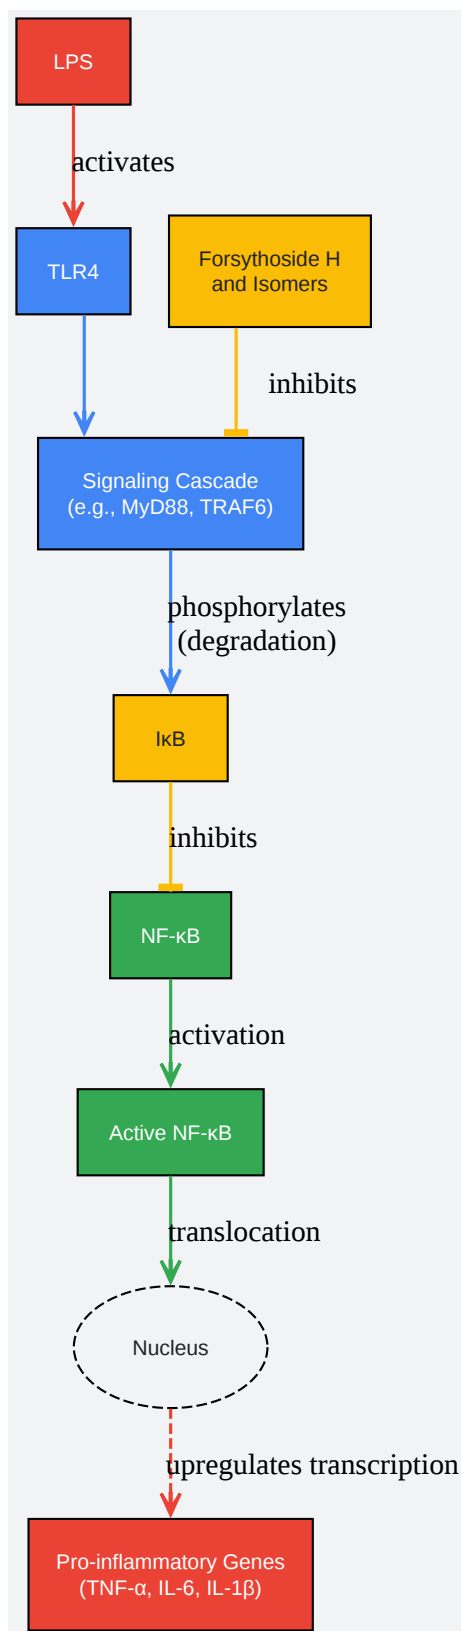 LPS
activates
TLR4
Forsythoside H
and Isomers
inhibits
Signaling Cascade
(e.g., MyD88, TRAF6)
phosphorylates
(degradation)
IκB
inhibits
NF-κB
activation
Active NF-κB
translocation
Nucleus
upregulates transcription
Pro-inflammatory Genes
(TNF-α, IL-6, IL-1β)